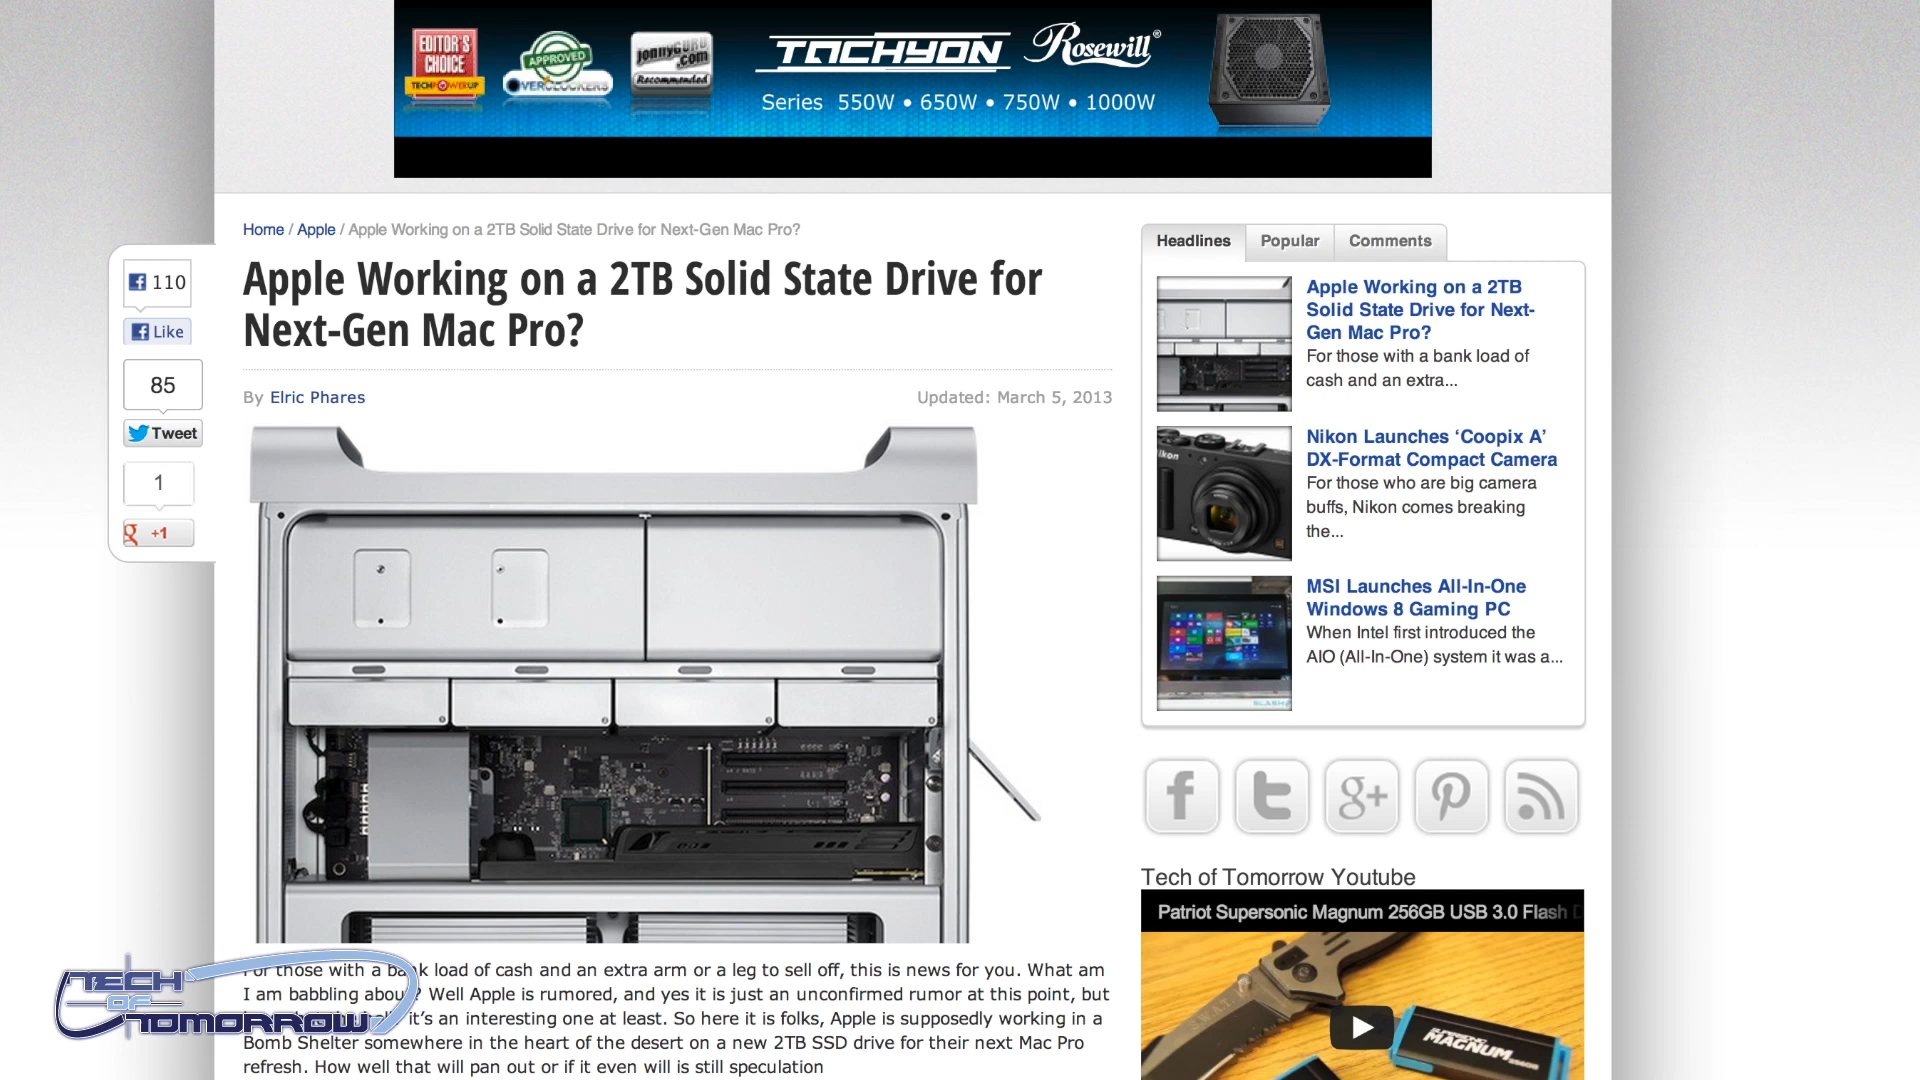 EDITOR'S
CHOICE
TECHPOWERUP
APPROVED
OVERCLOCKERS
jonnyGURU
.com
Recommended
TACHYON Rosewill®
Series 550W • 650W • 750W • 1000W
Home / Apple / Apple Working on a 2TB Solid State Drive for Next-Gen Mac Pro?
Apple Working on a 2TB Solid State Drive for
Next-Gen Mac Pro?
By Elric Phares Updated: March 5, 2013
110
Like
85
Tweet
1
+1
For those with a bank load of cash and an extra arm or a leg to sell off, this is news for you. What am
I am babbling about? Well Apple is rumored, and yes it is just an unconfirmed rumor at this point, but
it's an interesting one at least. So here it is folks, Apple is supposedly working in a
Bomb Shelter somewhere in the heart of the desert on a new 2TB SSD drive for their next Mac Pro
refresh. How well that will pan out or if it even will is still speculation
TECH
OF
TOMORROW
Headlines Popular Comments
Apple Working on a 2TB
Solid State Drive for Next-
Gen Mac Pro?
For those with a bank load of
cash and an extra...
Nikon Launches ‘Coopix A’
DX-Format Compact Camera
For those who are big camera
buffs, Nikon comes breaking
the...
MSI Launches All-In-One
Windows 8 Gaming PC
When Intel first introduced the
AIO (All-In-One) system it was a...
Tech of Tomorrow Youtube
Patriot Supersonic Magnum 256GB USB 3.0 Flash D
S.W.A.T.
SUPERSONIC
MAGNUM